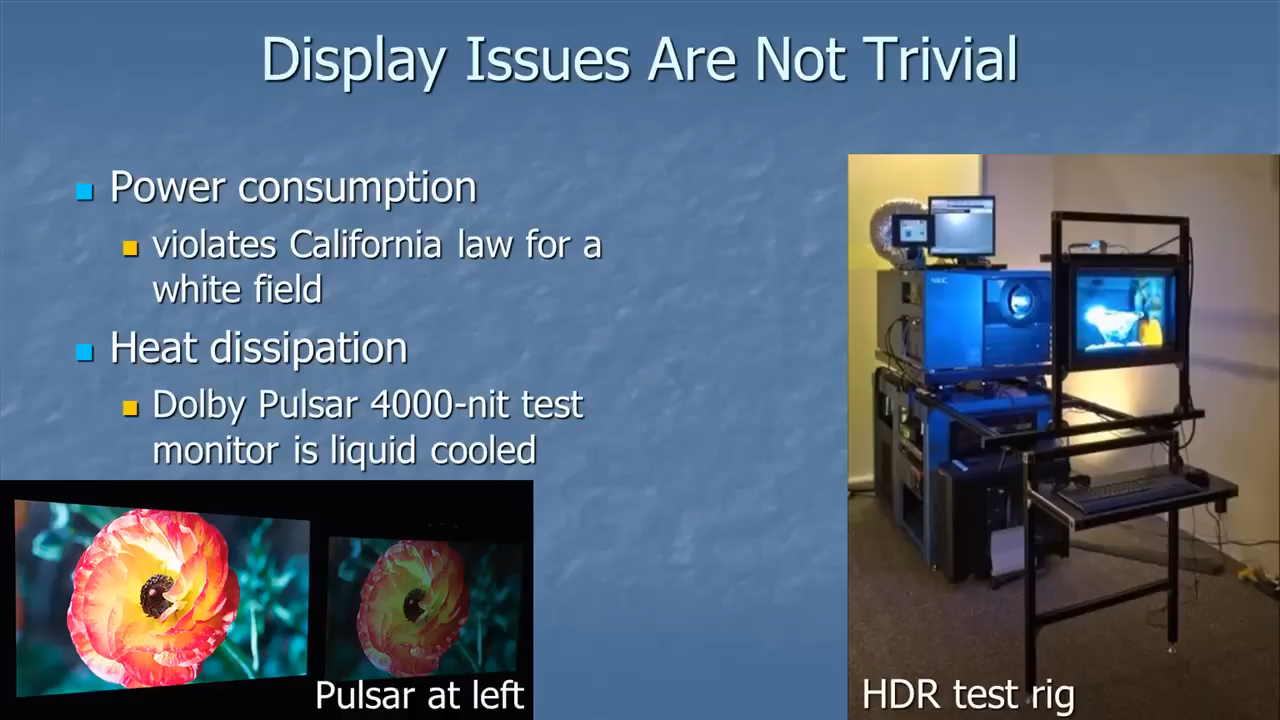 Display Issues Are Not Trivial
Power consumption
violates California law for a
white field
Heat dissipation
Dolby Pulsar 4000-nit test
monitor is liquid cooled
Pulsar at left
NEC
HDR test rig